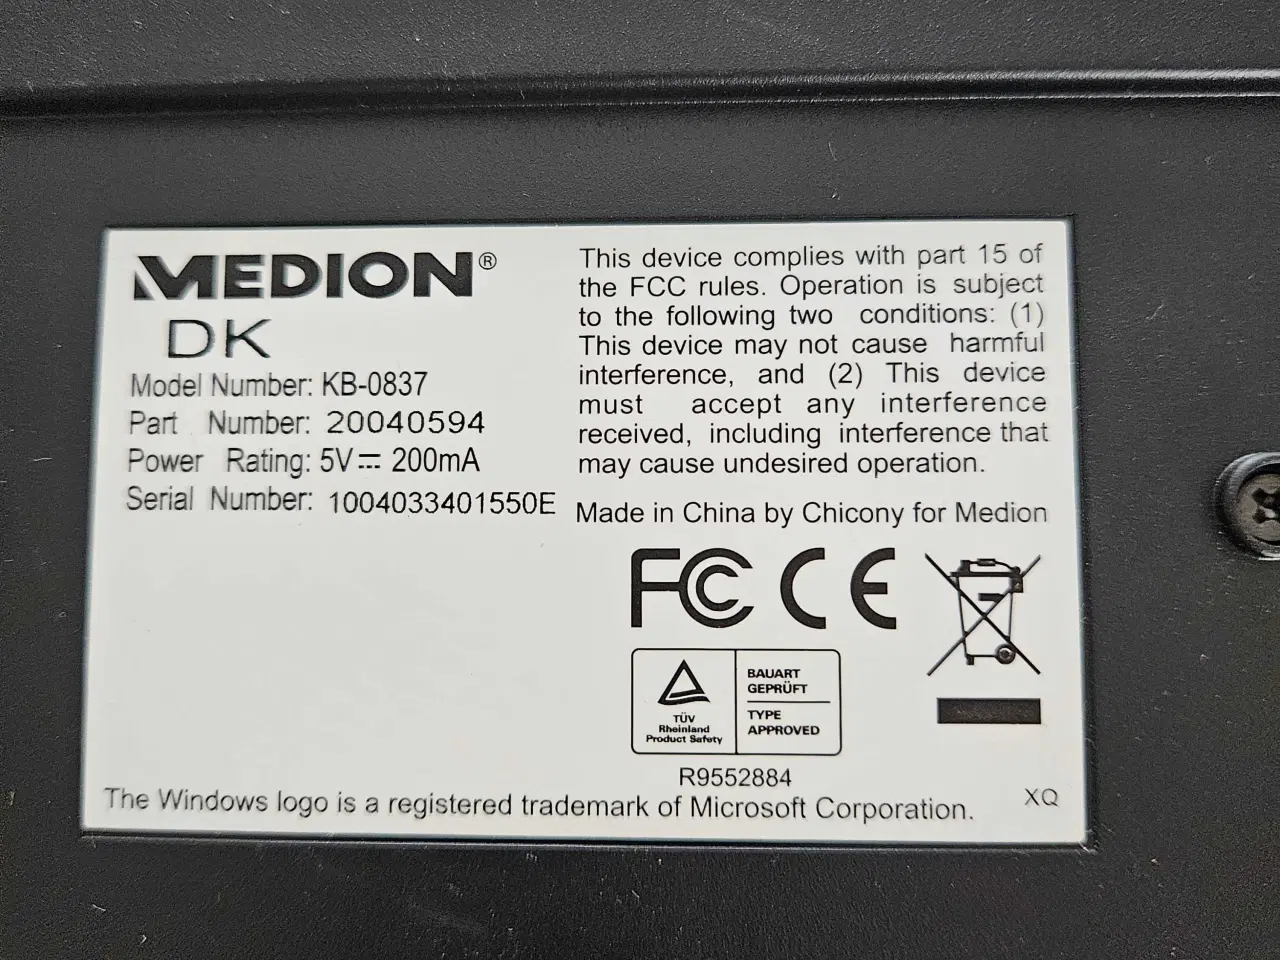 MEDION®
DK
Model Number: KB-0837
Part Number: 20040594
Power Rating: 5V⎓ 200mA
Serial Number: 1004033401550E
This device complies with part 15 of
the FCC rules. Operation is subject
to the following two conditions: (1)
This device may not cause harmful
interference, and (2) This device
must accept any interference
received, including interference that
may cause undesired operation.
Made in China by Chicony for Medion
FC CE
TÜV
Rheinland
Product Safety
BAUART
GEPRÜFT
TYPE
APPROVED
R9552884
The Windows logo is a registered trademark of Microsoft Corporation.
XQ